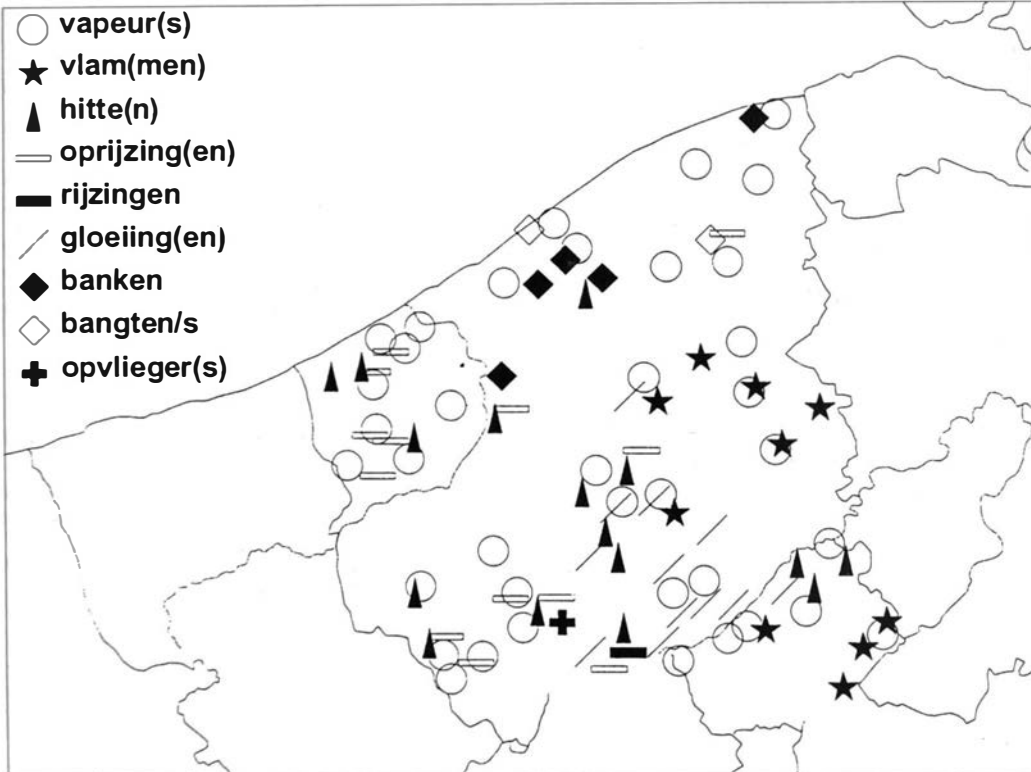 vapeur(s)
vlam(men)
hitte(n)
oprijzing(en)
rijzingen
gloeiing(en)
banken
bangten/s
opvlieger(s)